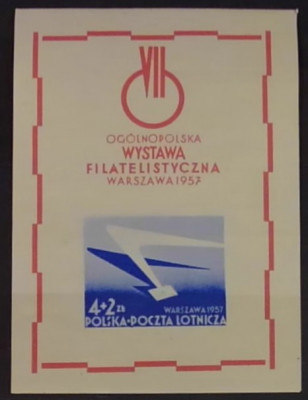 VII
OGÓLNOPOLSKA
WYSTAWA
FILATELISTYCZNA
WARSZAWA 1957
4+2 ZŁ
WARSZAWA 1957
POLSKA·POCZTA LOTNICZA